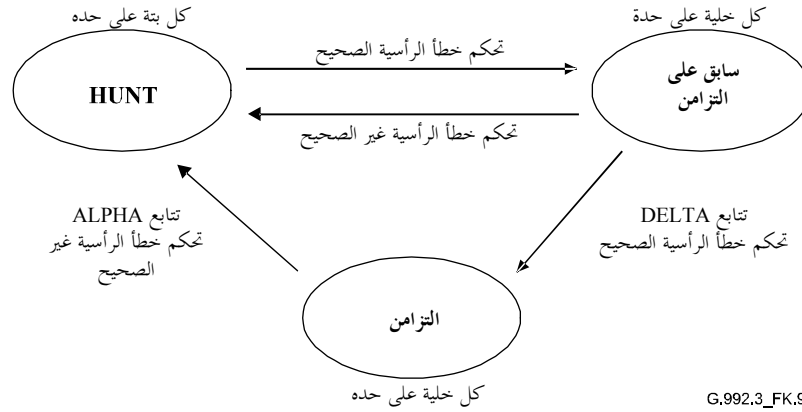 كل بتة على حده
كل خلية على حدة
تحكم خطأ الرأسية الصحيح
HUNT
سابق على
التزامن
تحكم خطأ الرأسية غير الصحيح
تتابع ALPHA
تحكم خطأ الرأسية غير
الصحيح
تتابع DELTA
تحكم خطأ الرأسية الصحيح
التزامن
كل خلية على حده
G.992.3_FK.9